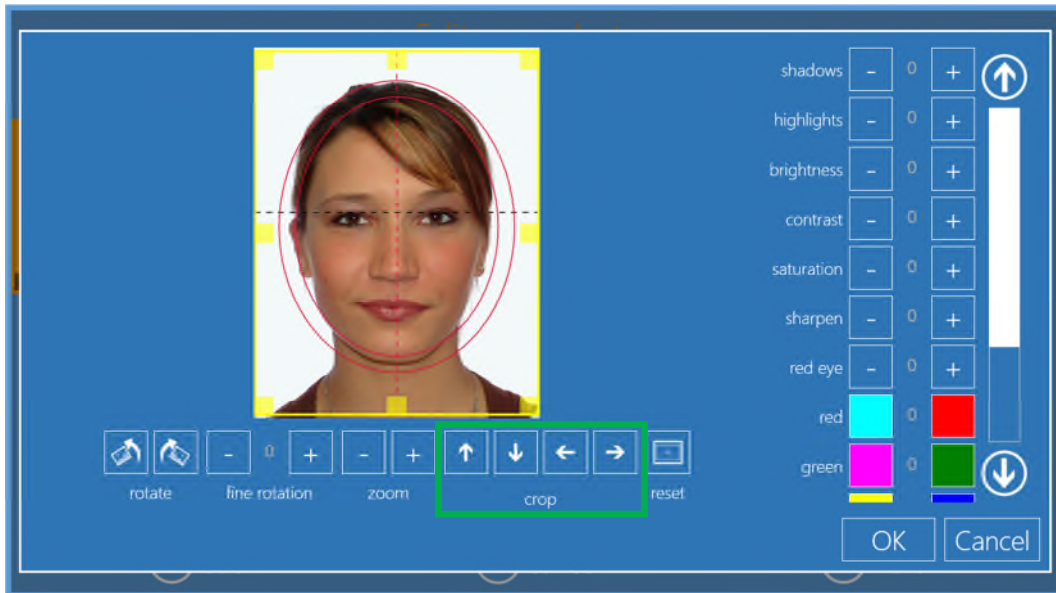 shadows - 0 +
highlights - 0 +
brightness - 0 +
contrast - 0 +
saturation - 0 +
sharpen - 0 +
red eye - 0 +
red 0
green 0
- 0 + - +
rotate fine rotation zoom crop reset
OK Cancel